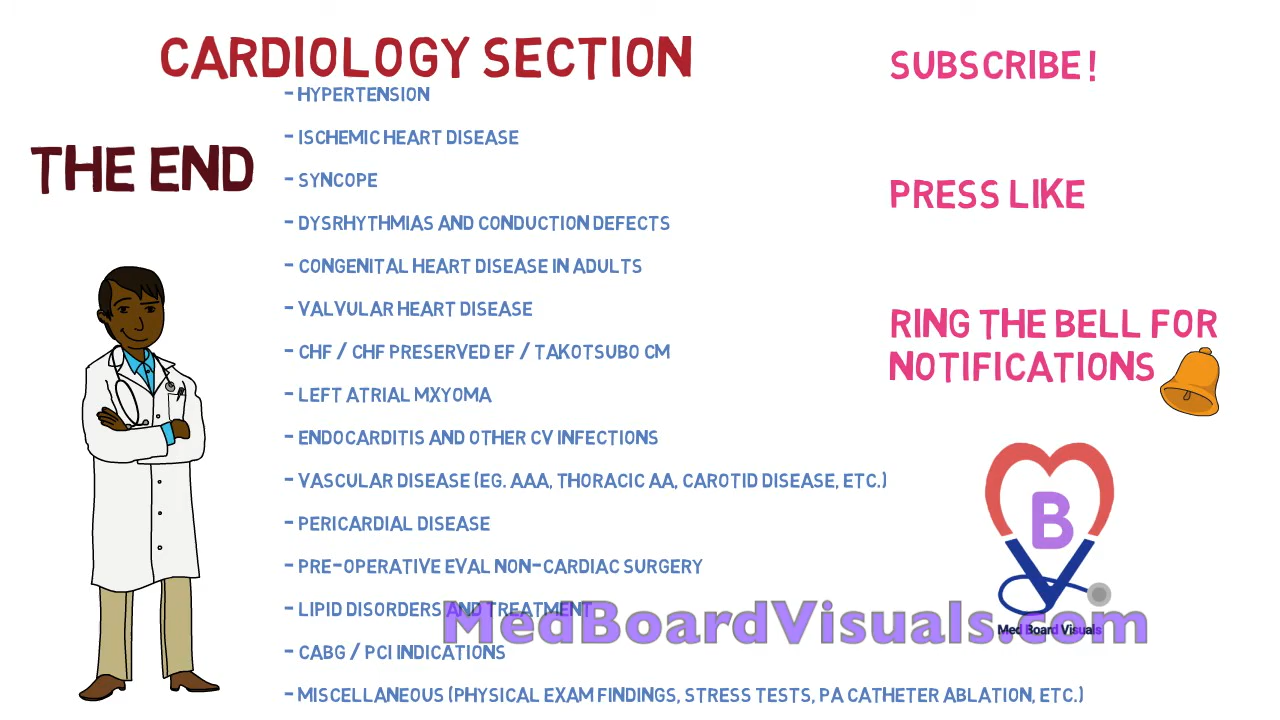 CARDIOLOGY SECTION
THE END
- HYPERTENSION
- ISCHEMIC HEART DISEASE
- SYNCOPE
- DYSRHYTHMIAS AND CONDUCTION DEFECTS
- CONGENITAL HEART DISEASE IN ADULTS
- VALVULAR HEART DISEASE
- CHF / CHF PRESERVED EF / TAKOTSUBO CM
- LEFT ATRIAL MXYOMA
- ENDOCARDITIS AND OTHER CV INFECTIONS
- VASCULAR DISEASE (EG. AAA, THORACIC AA, CAROTID DISEASE, ETC.)
- PERICARDIAL DISEASE
- PRE-OPERATIVE EVAL NON-CARDIAC SURGERY
- LIPID DISORDERS AND TREATMENT
- CABG / PCI INDICATIONS
- MISCELLANEOUS (PHYSICAL EXAM FINDINGS, STRESS TESTS, PA CATHETER ABLATION, ETC.)
SUBSCRIBE!
PRESS LIKE
RING THE BELL FOR
NOTIFICATIONS
B
Med Board Visuals
MedBoardVisuals.com